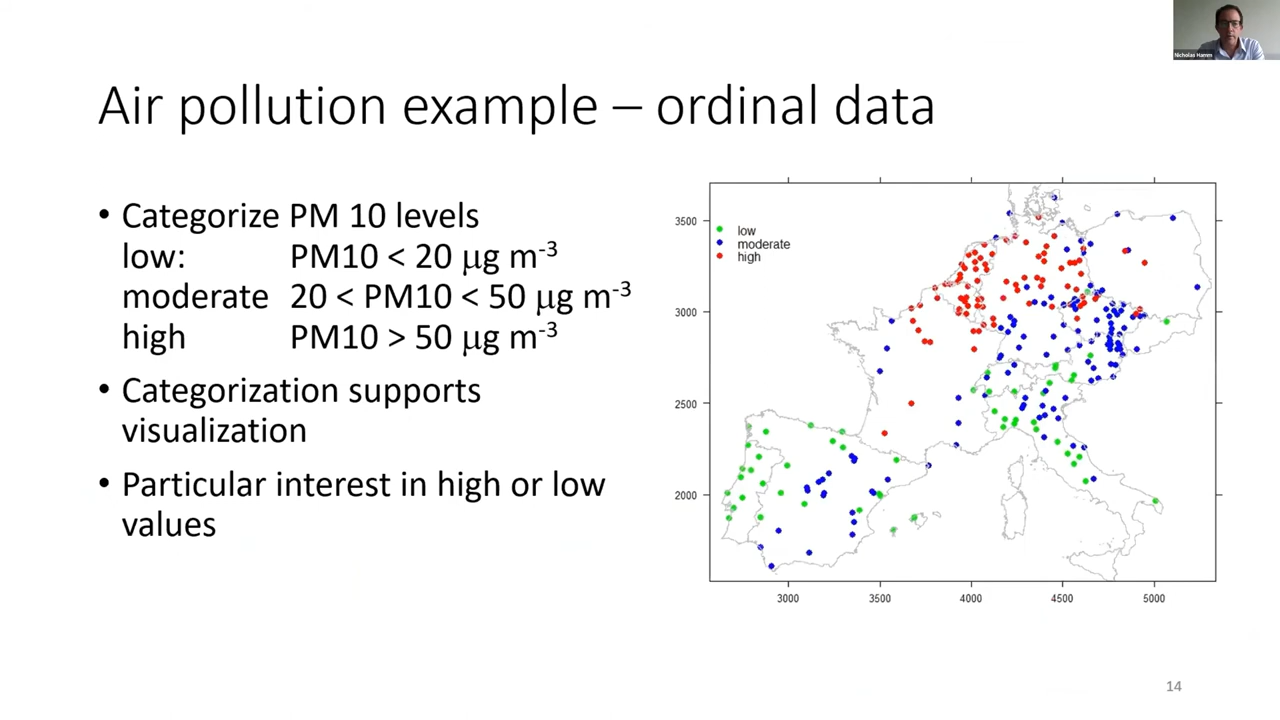 Nicholas Hamm
Air pollution example – ordinal data
• Categorize PM 10 levels
low: PM10 < 20 μg m-3
moderate 20 < PM10 < 50 μg m-3
high PM10 > 50 μg m-3
• Categorization supports
visualization
• Particular interest in high or low
values
low
moderate
high
3500
3000
2500
2000
3000 3500 4000 4500 5000
14